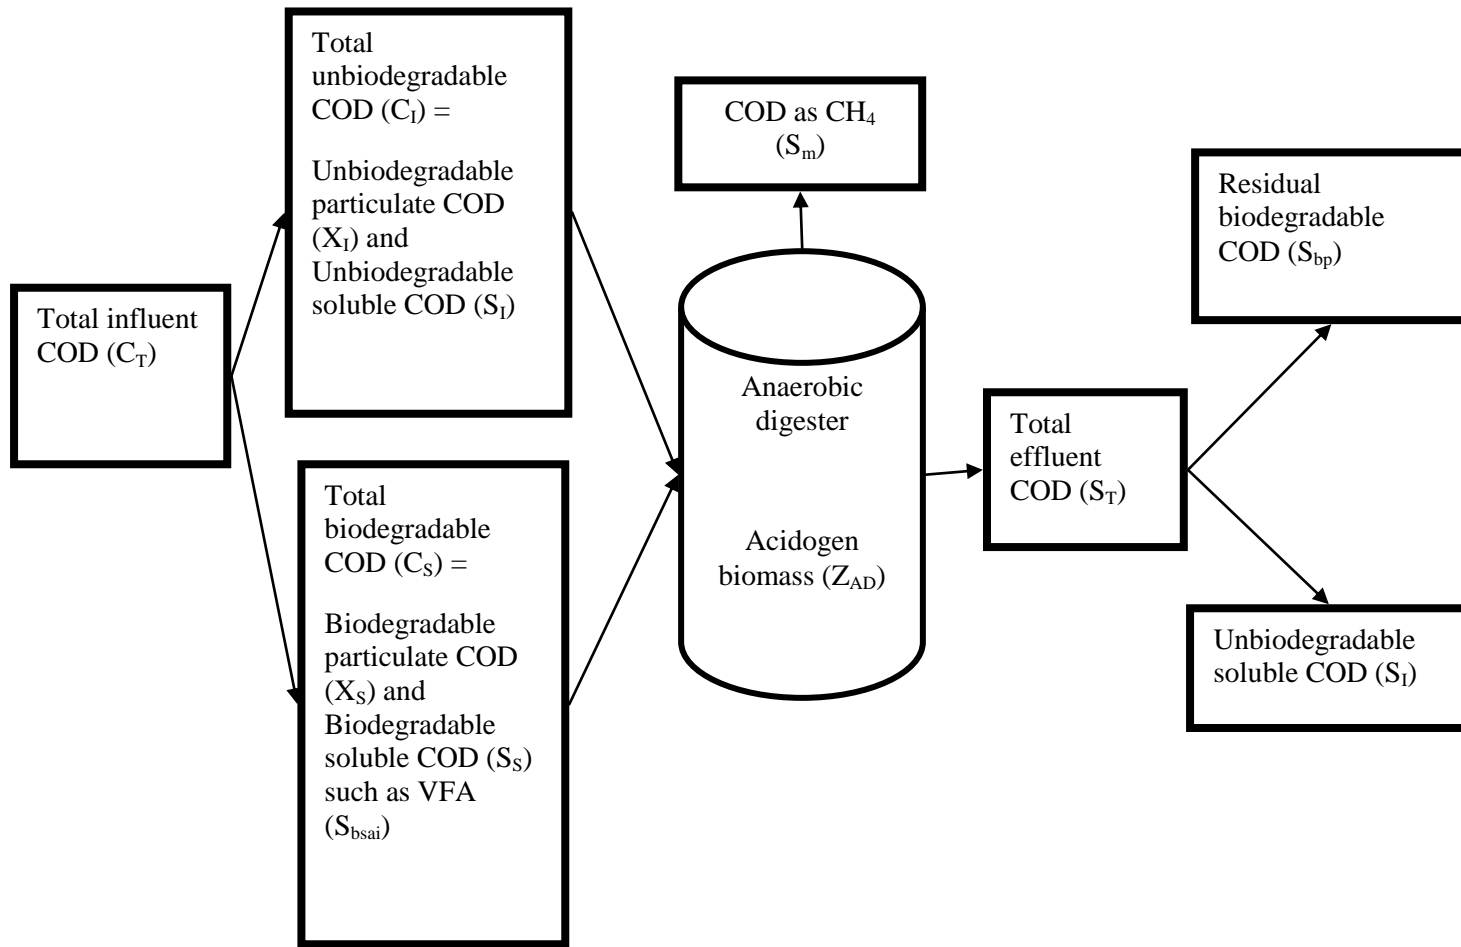 Total influent
COD (C_T)
Total
unbiodegradable
COD (C_I) =
Unbiodegradable
particulate COD
(X_I) and
Unbiodegradable
soluble COD (S_I)
Total
biodegradable
COD (C_S) =
Biodegradable
particulate COD
(X_S) and
Biodegradable
soluble COD (S_S)
such as VFA
(S_bsai)
COD as CH_4
(S_m)
Anaerobic
digester
Acidogen
biomass (Z_AD)
Total
effluent
COD (S_T)
Residual
biodegradable
COD (S_bp)
Unbiodegradable
soluble COD (S_I)